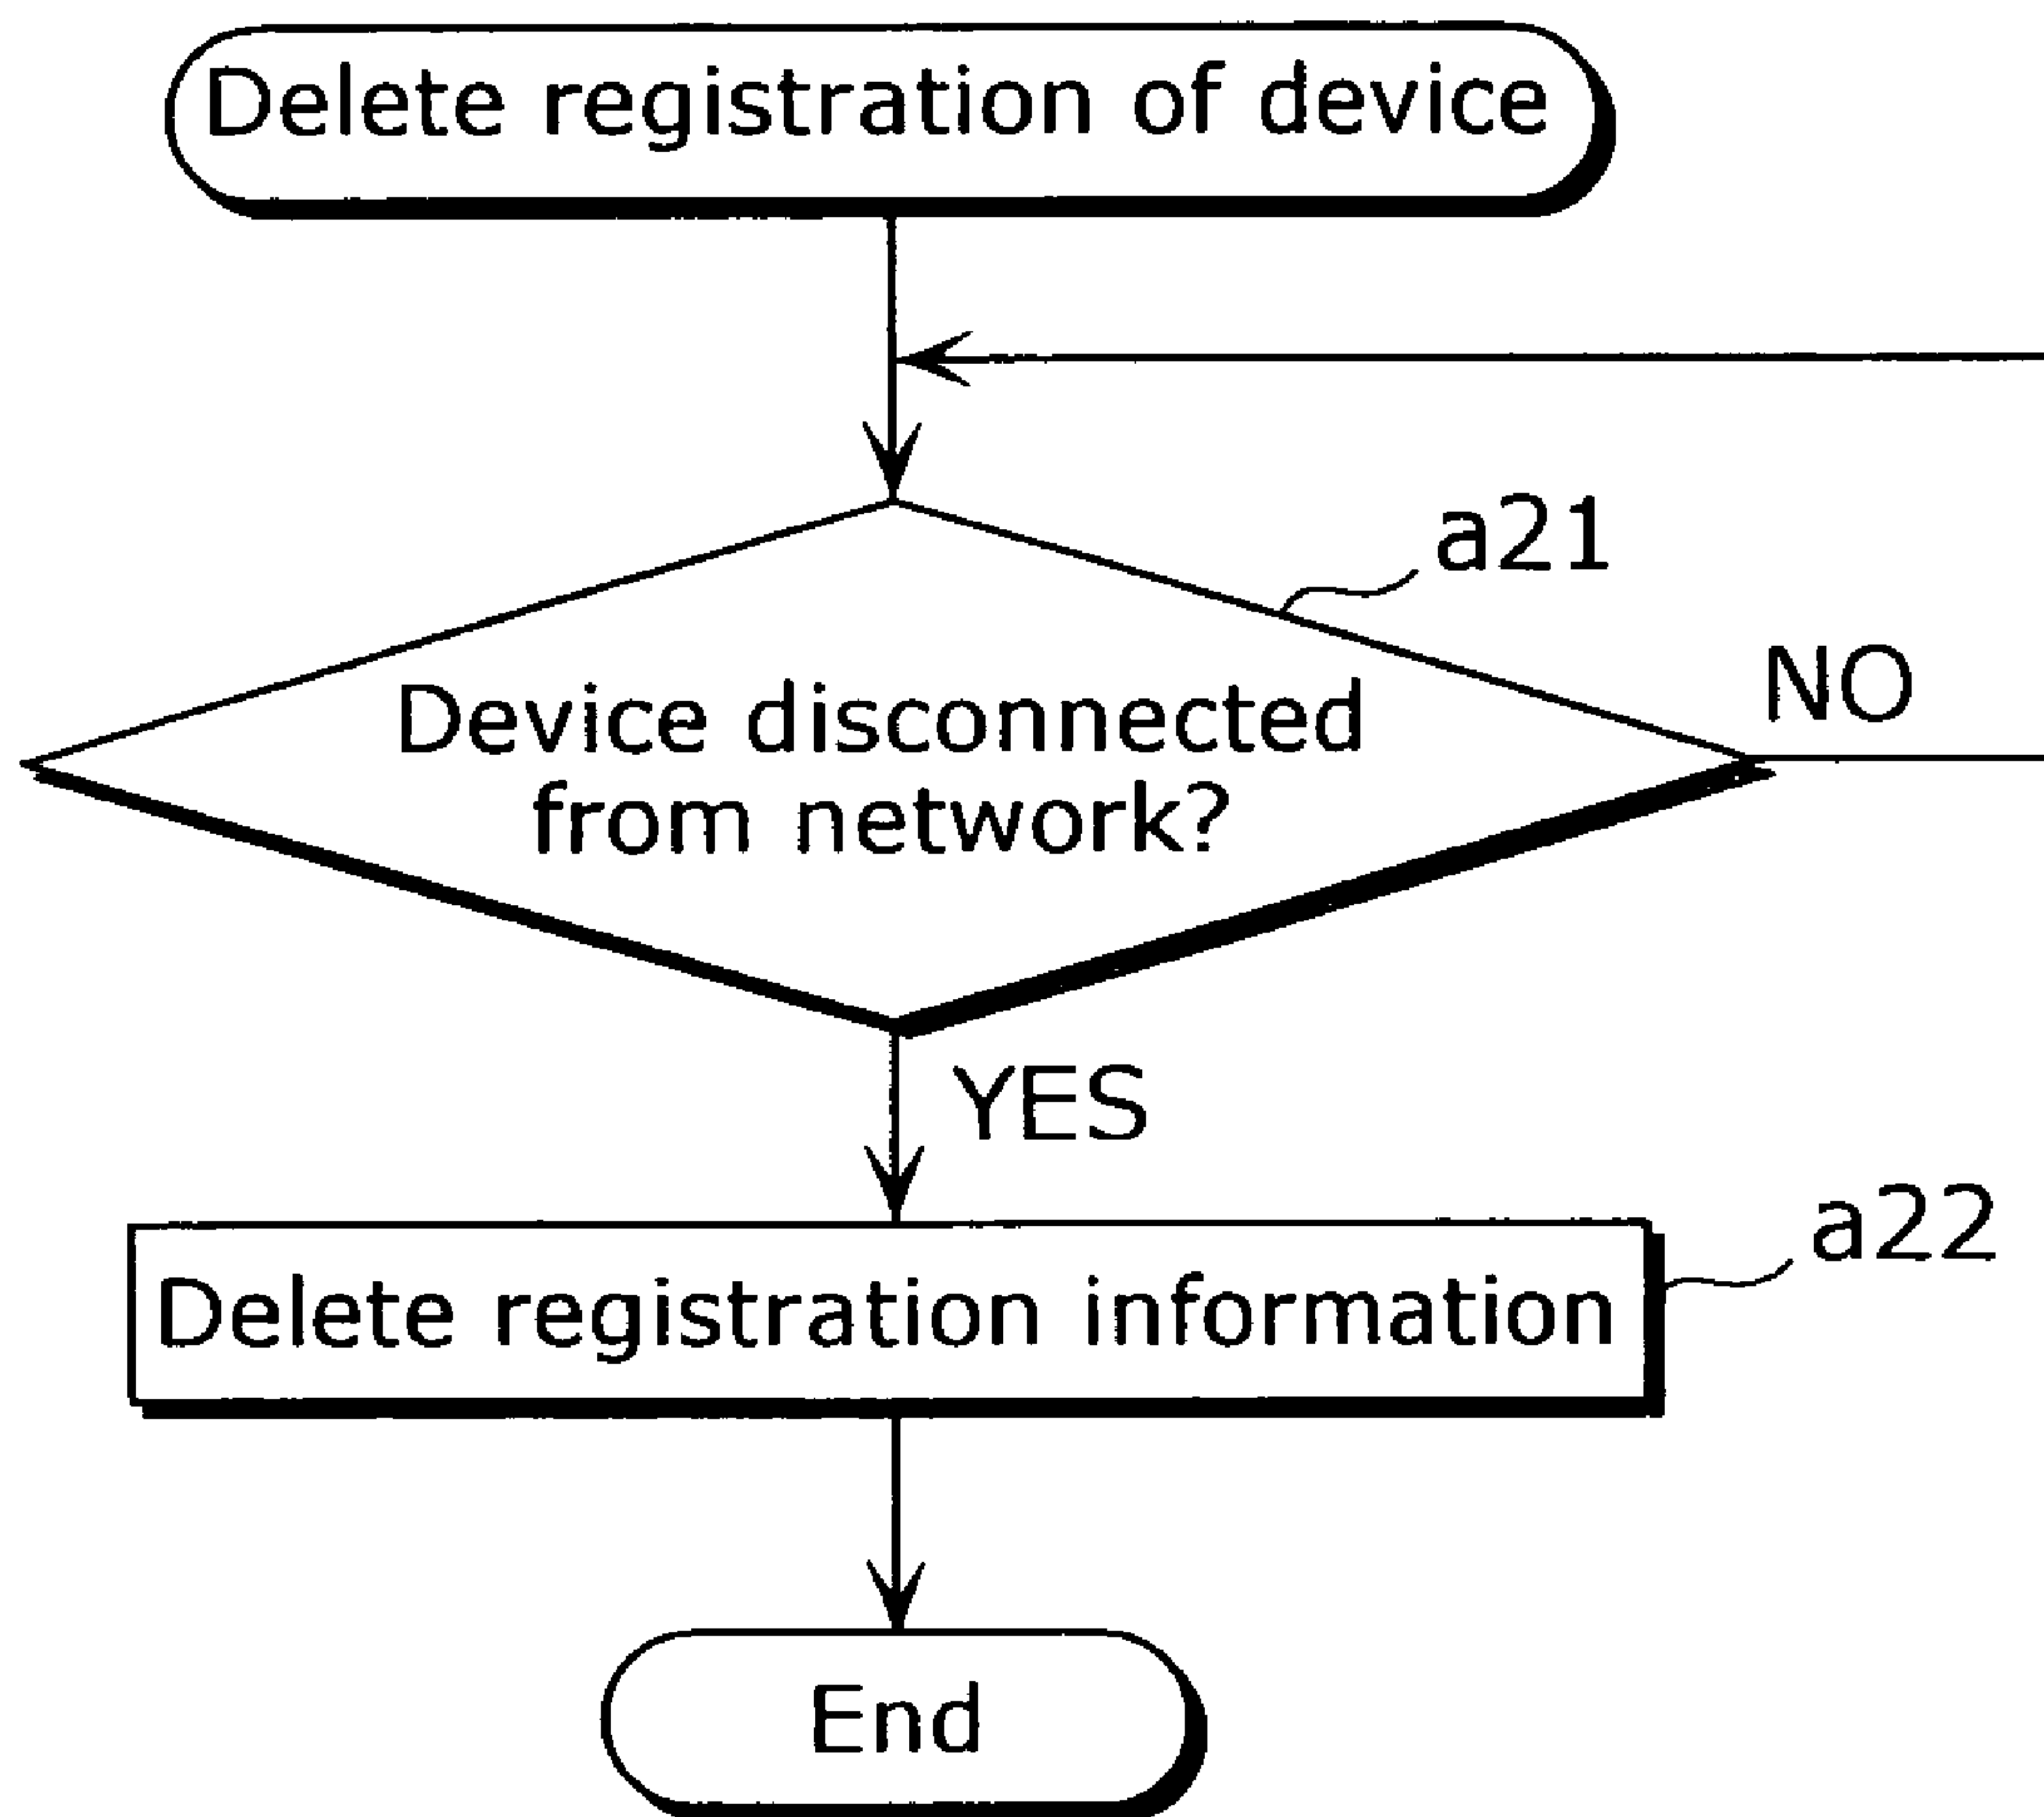 Delete registration of device
a21
NO
Device disconnected
from network?
YES
a22
Delete registration information
End